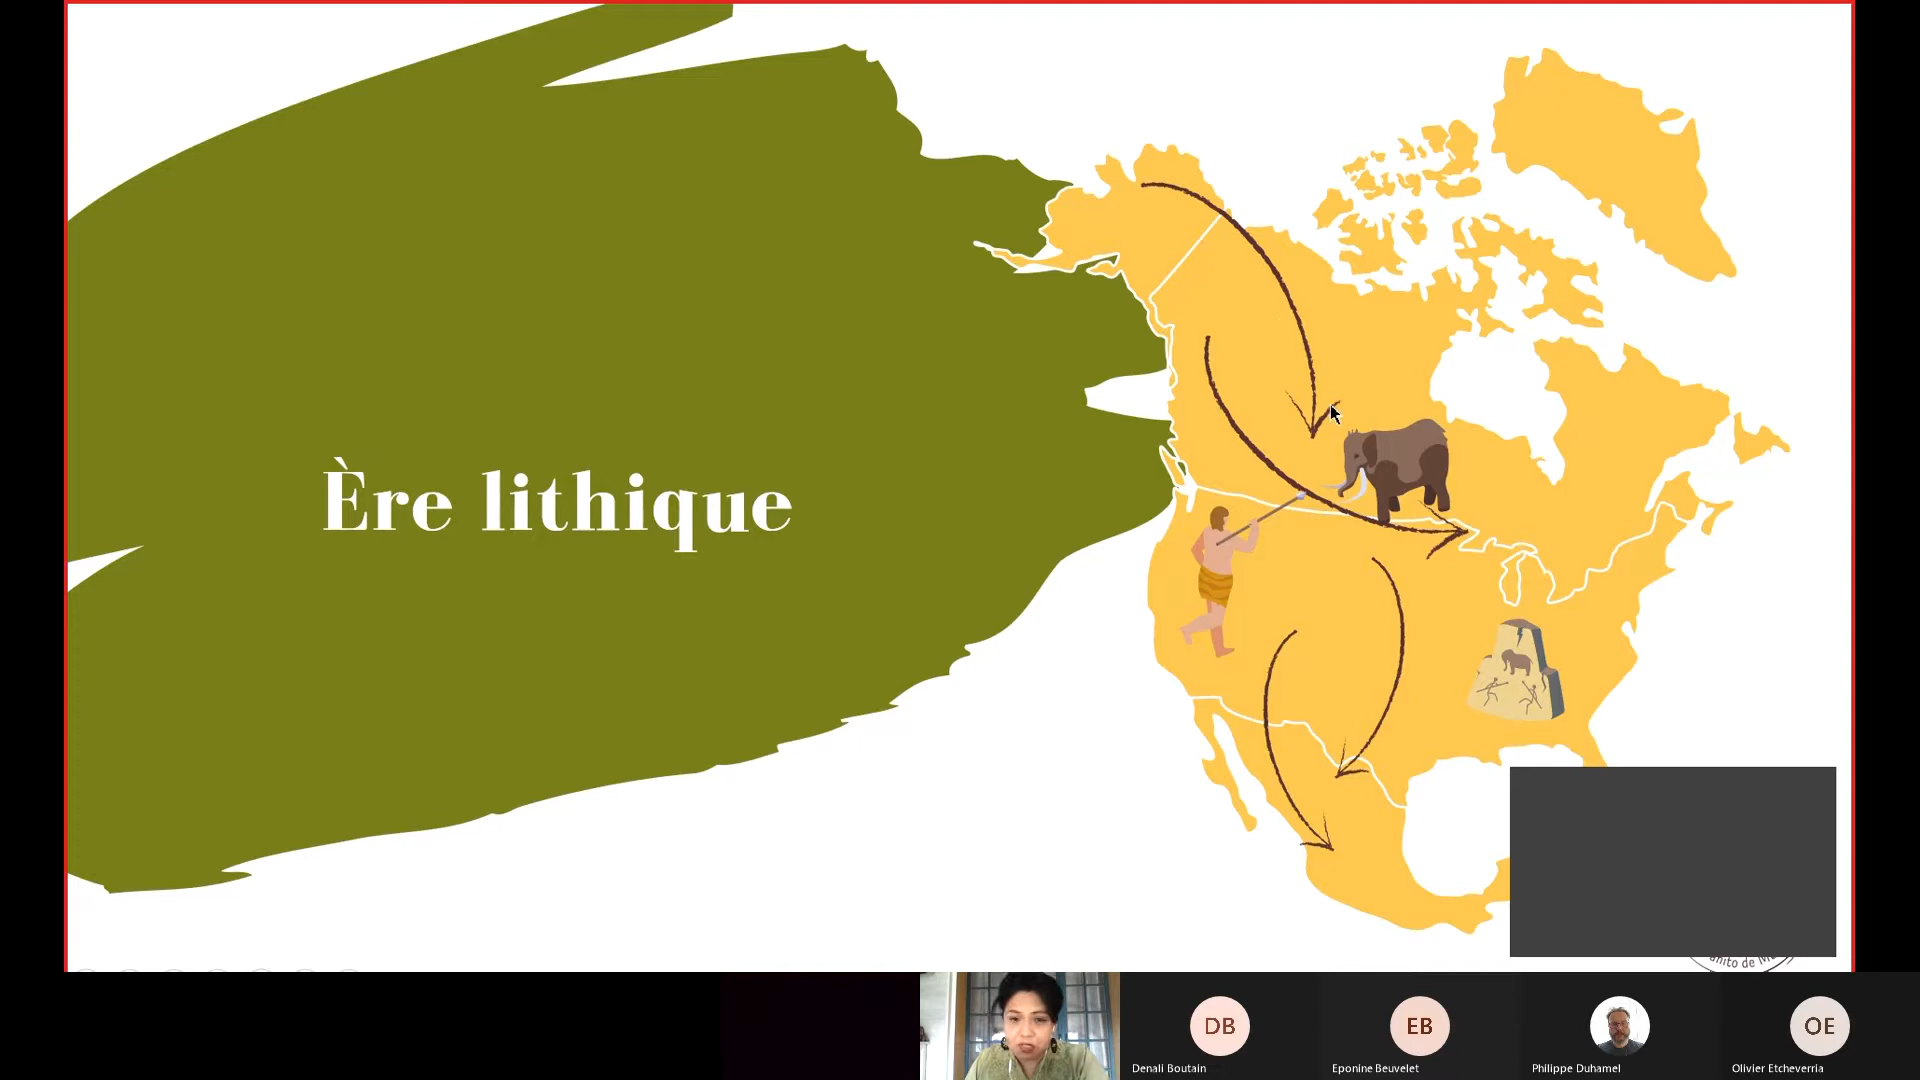 Ère lithique
DB
EB
OE
Denali Boutain
Eponine Beuvelet
Philippe Duhamel
Olivier Etcheverria